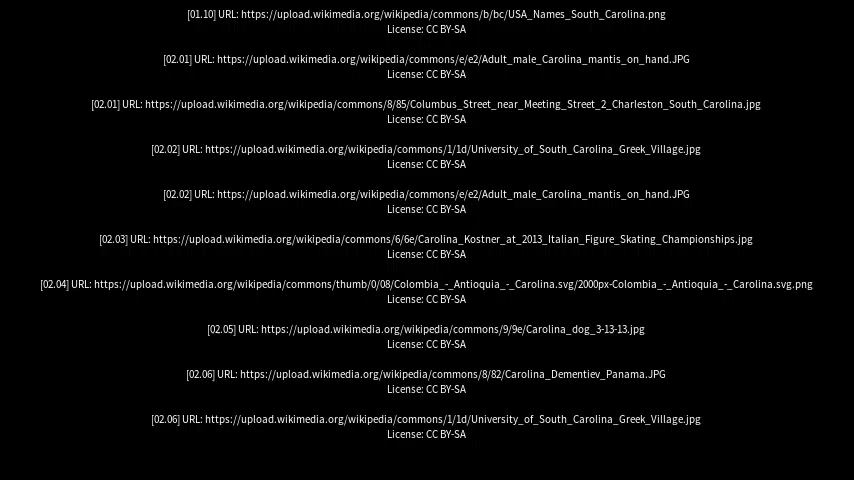 [01.10] URL: https://upload.wikimedia.org/wikipedia/commons/b/bc/USA_Names_South_Carolina.png
License: CC BY-SA
[02.01] URL: https://upload.wikimedia.org/wikipedia/commons/e/e2/Adult_male_Carolina_mantis_on_hand.JPG
License: CC BY-SA
[02.01] URL: https://upload.wikimedia.org/wikipedia/commons/8/85/Columbus_Street_near_Meeting_Street_2_Charleston_South_Carolina.jpg
License: CC BY-SA
[02.02] URL: https://upload.wikimedia.org/wikipedia/commons/1/1d/University_of_South_Carolina_Greek_Village.jpg
License: CC BY-SA
[02.02] URL: https://upload.wikimedia.org/wikipedia/commons/e/e2/Adult_male_Carolina_mantis_on_hand.JPG
License: CC BY-SA
[02.03] URL: https://upload.wikimedia.org/wikipedia/commons/6/6e/Carolina_Kostner_at_2013_Italian_Figure_Skating_Championships.jpg
License: CC BY-SA
[02.04] URL: https://upload.wikimedia.org/wikipedia/commons/thumb/0/08/Colombia_-_Antioquia_-_Carolina.svg/2000px-Colombia_-_Antioquia_-_Carolina.svg.png
License: CC BY-SA
[02.05] URL: https://upload.wikimedia.org/wikipedia/commons/9/9e/Carolina_dog_3-13-13.jpg
License: CC BY-SA
[02.06] URL: https://upload.wikimedia.org/wikipedia/commons/8/82/Carolina_Dementiev_Panama.JPG
License: CC BY-SA
[02.06] URL: https://upload.wikimedia.org/wikipedia/commons/1/1d/University_of_South_Carolina_Greek_Village.jpg
License: CC BY-SA